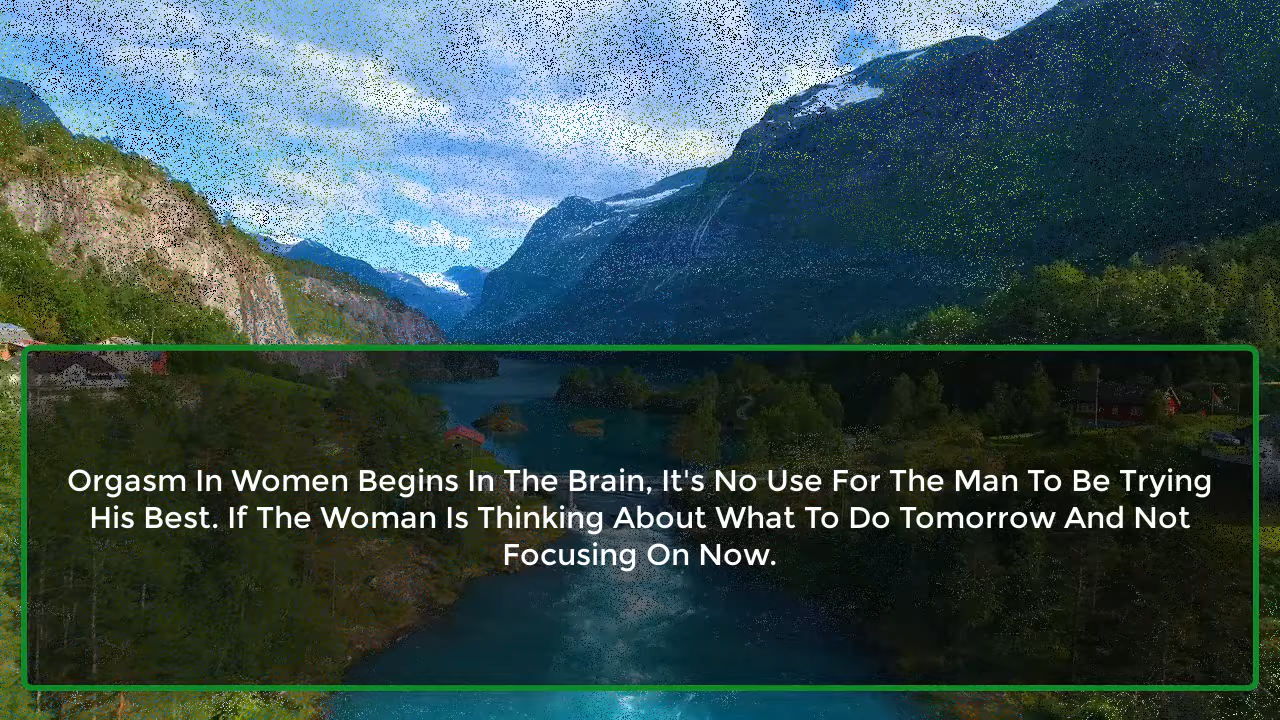 Orgasm In Women Begins In The Brain, It's No Use For The Man To Be Trying
His Best. If The Woman Is Thinking About What To Do Tomorrow And Not
Focusing On Now.